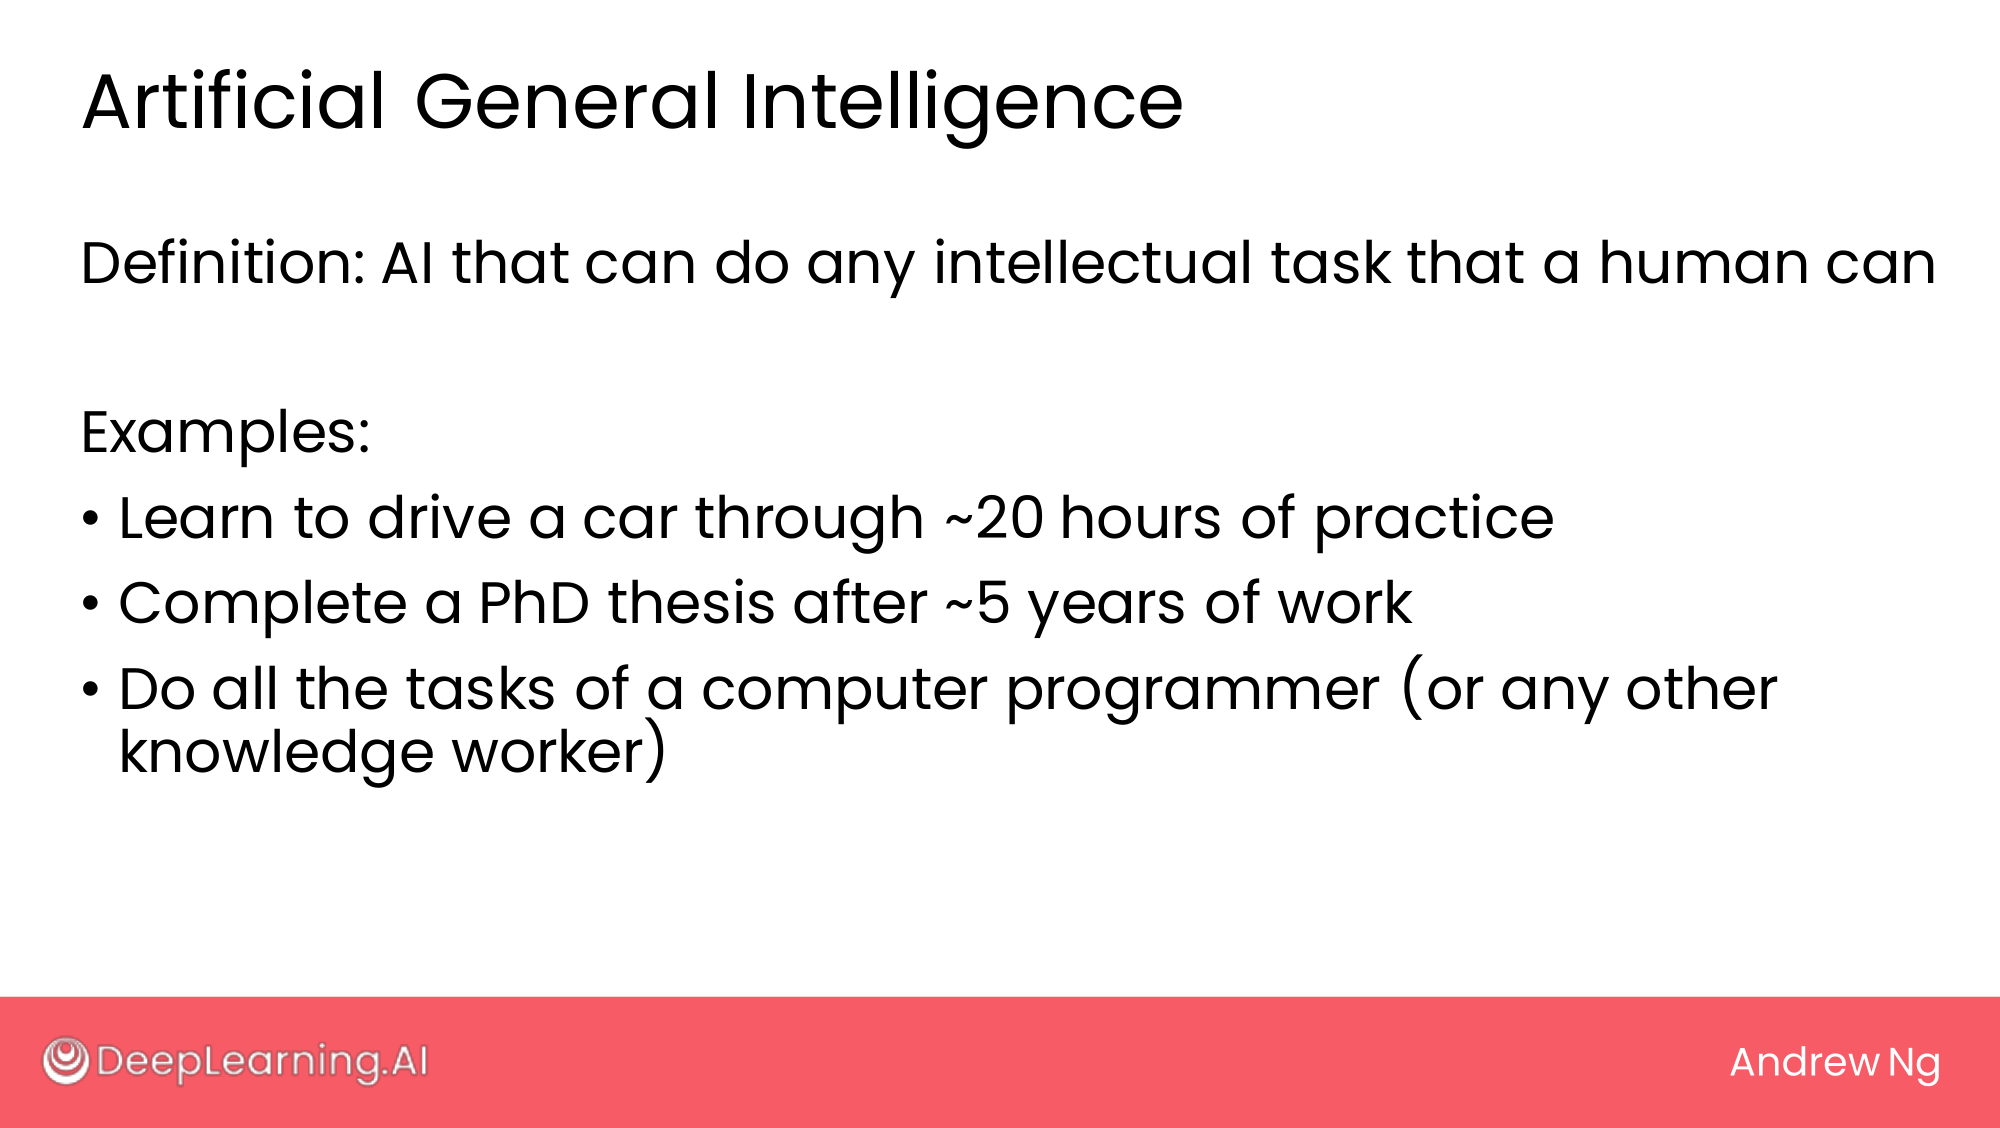 Artificial General Intelligence
Definition: AI that can do any intellectual task that a human can
Examples:
• Learn to drive a car through ~20 hours of practice
• Complete a PhD thesis after ~5 years of work
• Do all the tasks of a computer programmer (or any other
knowledge worker)
DeepLearning.AI
Andrew Ng